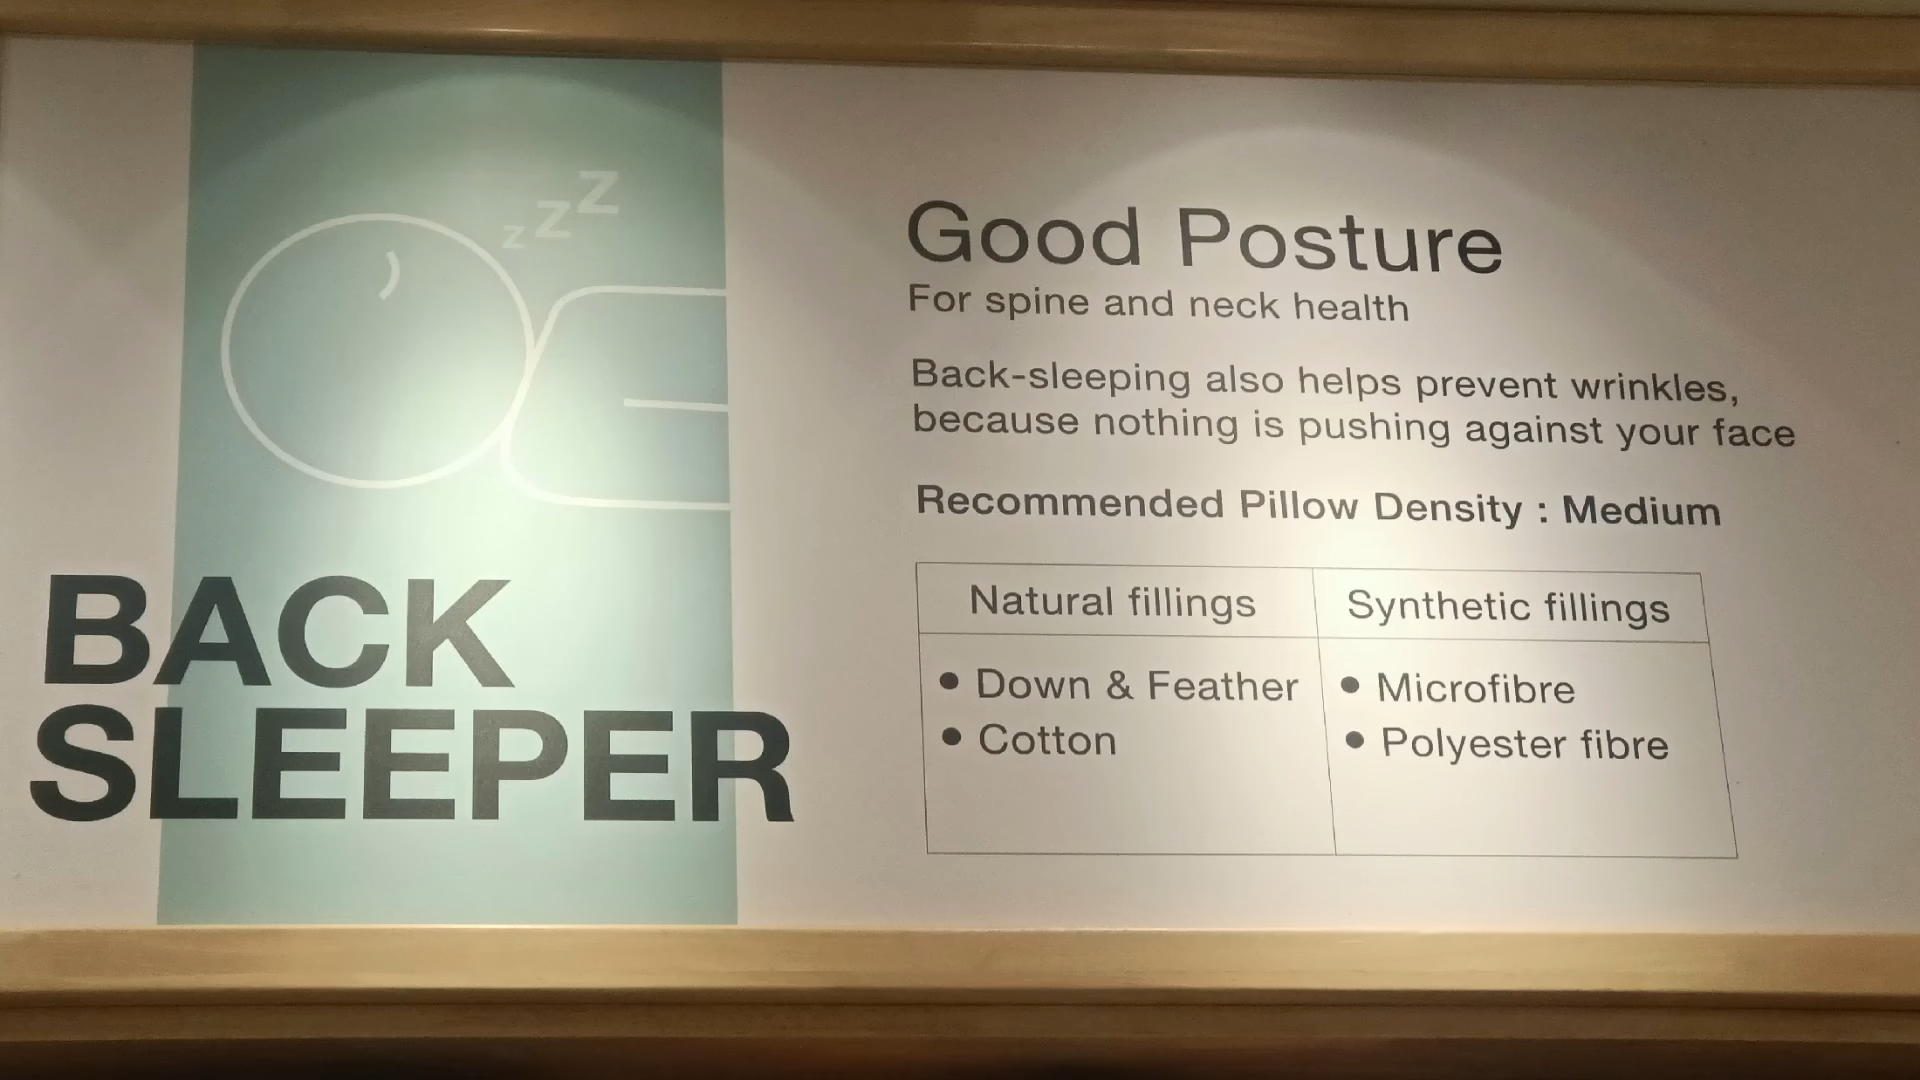 z z Z
BACK
SLEEPER
Good Posture
For spine and neck health
Back-sleeping also helps prevent wrinkles,
because nothing is pushing against your face
Recommended Pillow Density : Medium
Natural fillings
• Down & Feather
• Cotton
Synthetic fillings
• Microfibre
• Polyester fibre